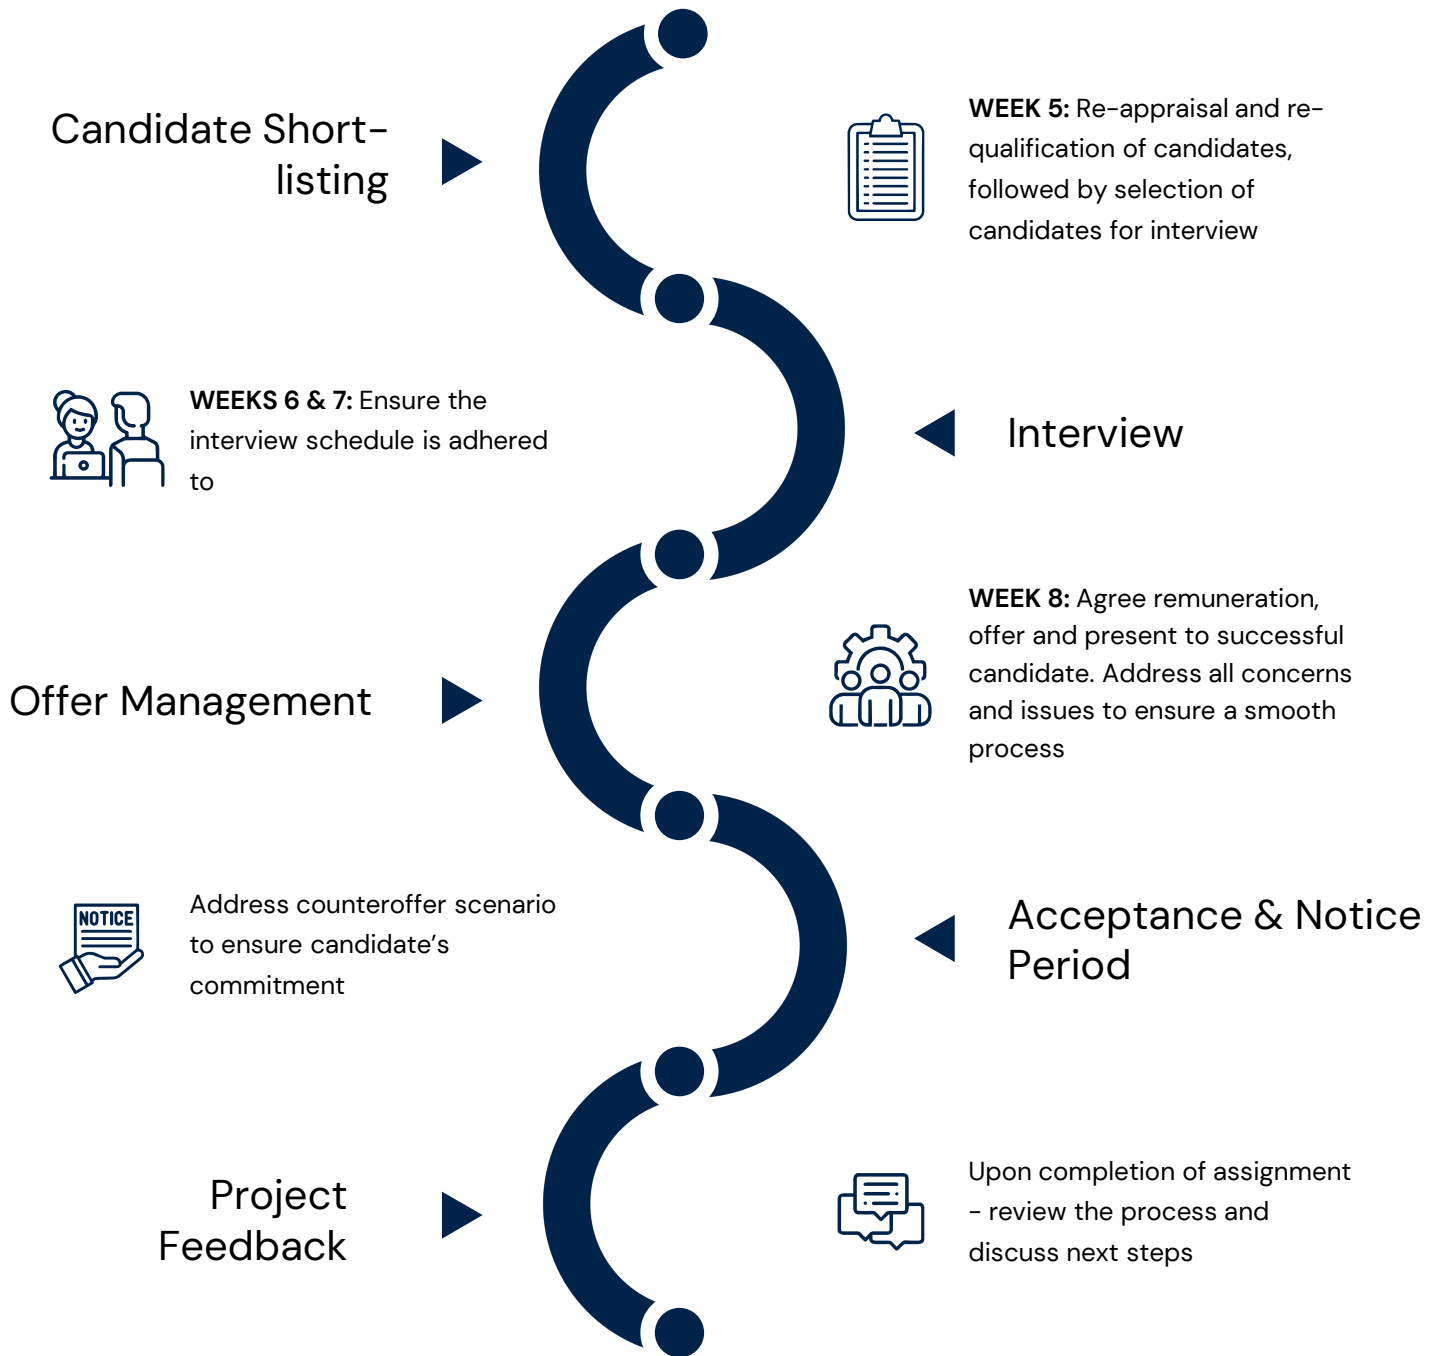 Candidate Short-
listing
WEEK 5: Re-appraisal and re-
qualification of candidates,
followed by selection of
candidates for interview
Interview
WEEKS 6 & 7: Ensure the
interview schedule is adhered
to
Offer Management
WEEK 8: Agree remuneration,
offer and present to successful
candidate. Address all concerns
and issues to ensure a smooth
process
Acceptance & Notice
Period
NOTICE
Address counteroffer scenario
to ensure candidate’s
commitment
Project
Feedback
Upon completion of assignment
- review the process and
discuss next steps